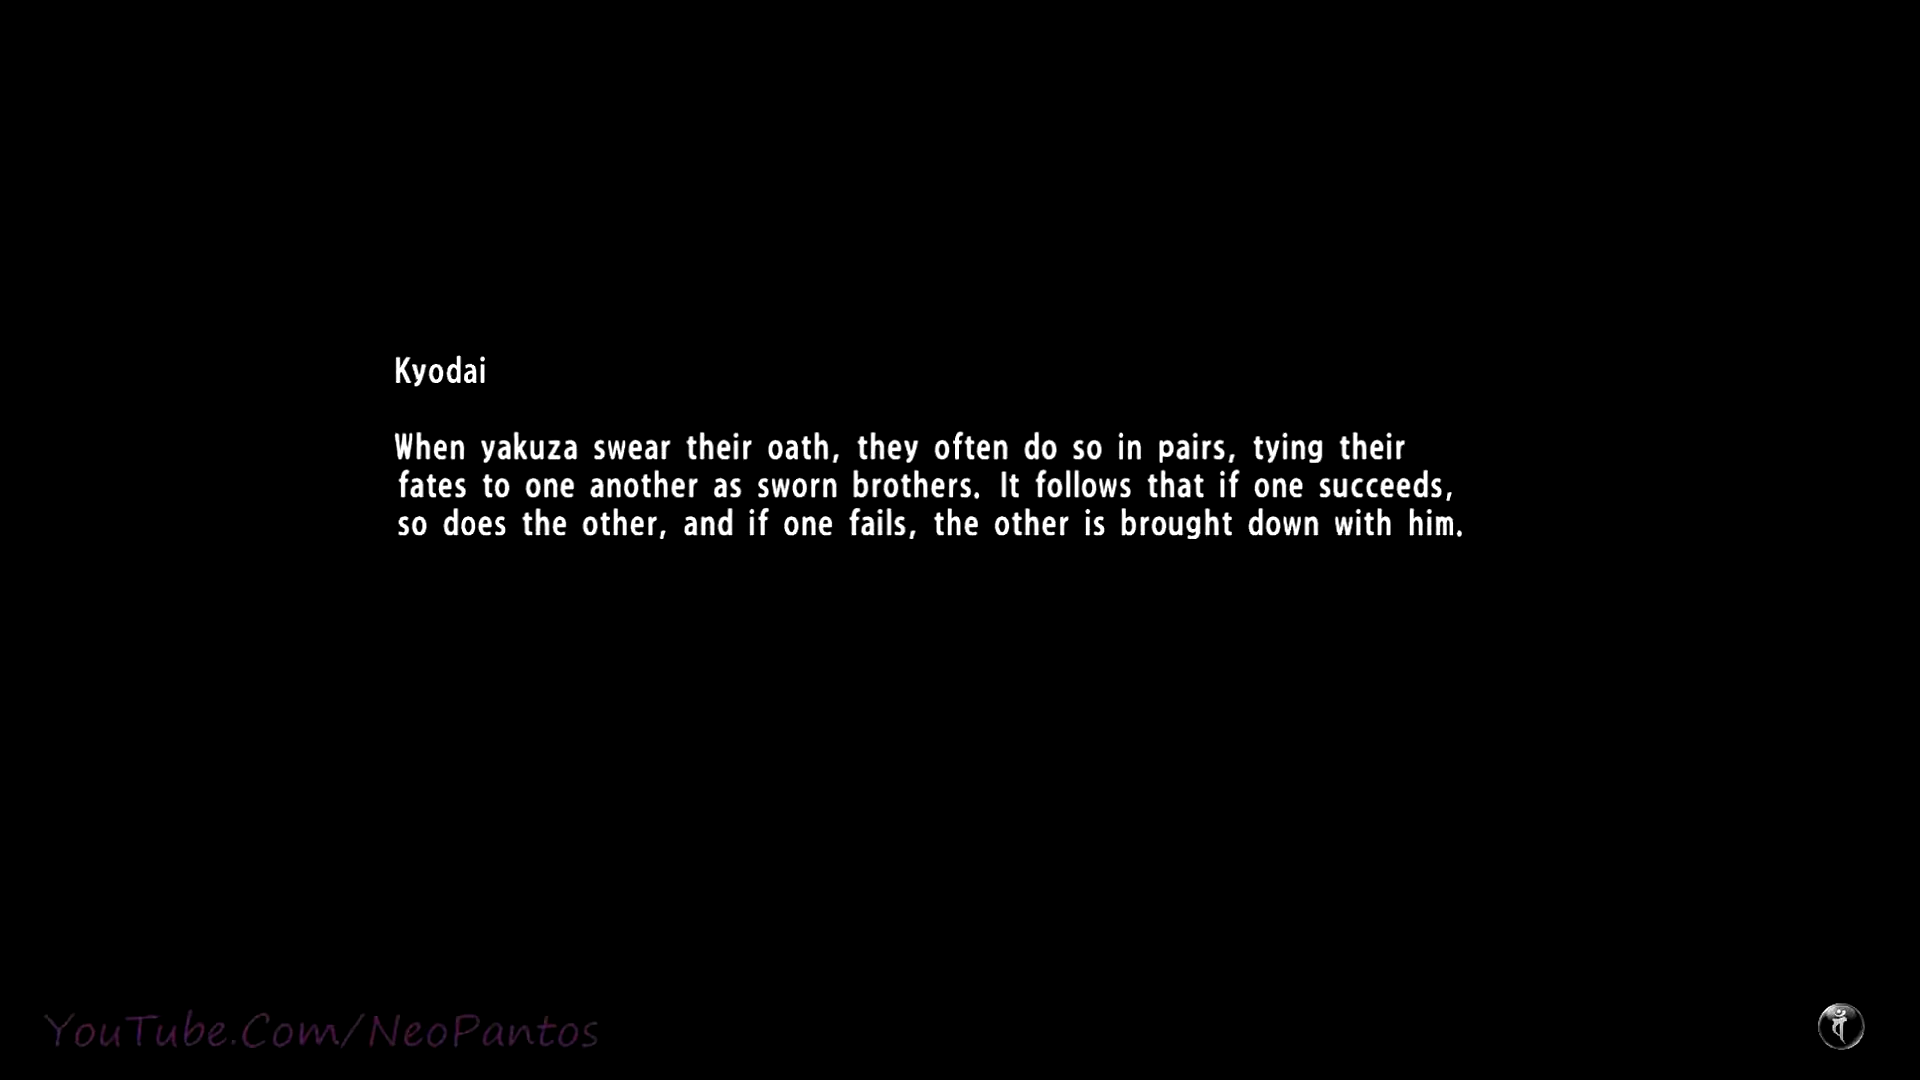 Kyodai
When yakuza swear their oath, they often do so in pairs, tying their
fates to one another as sworn brothers. It follows that if one succeeds,
so does the other, and if one fails, the other is brought down with him.
YouTube.Com/NeoPantos